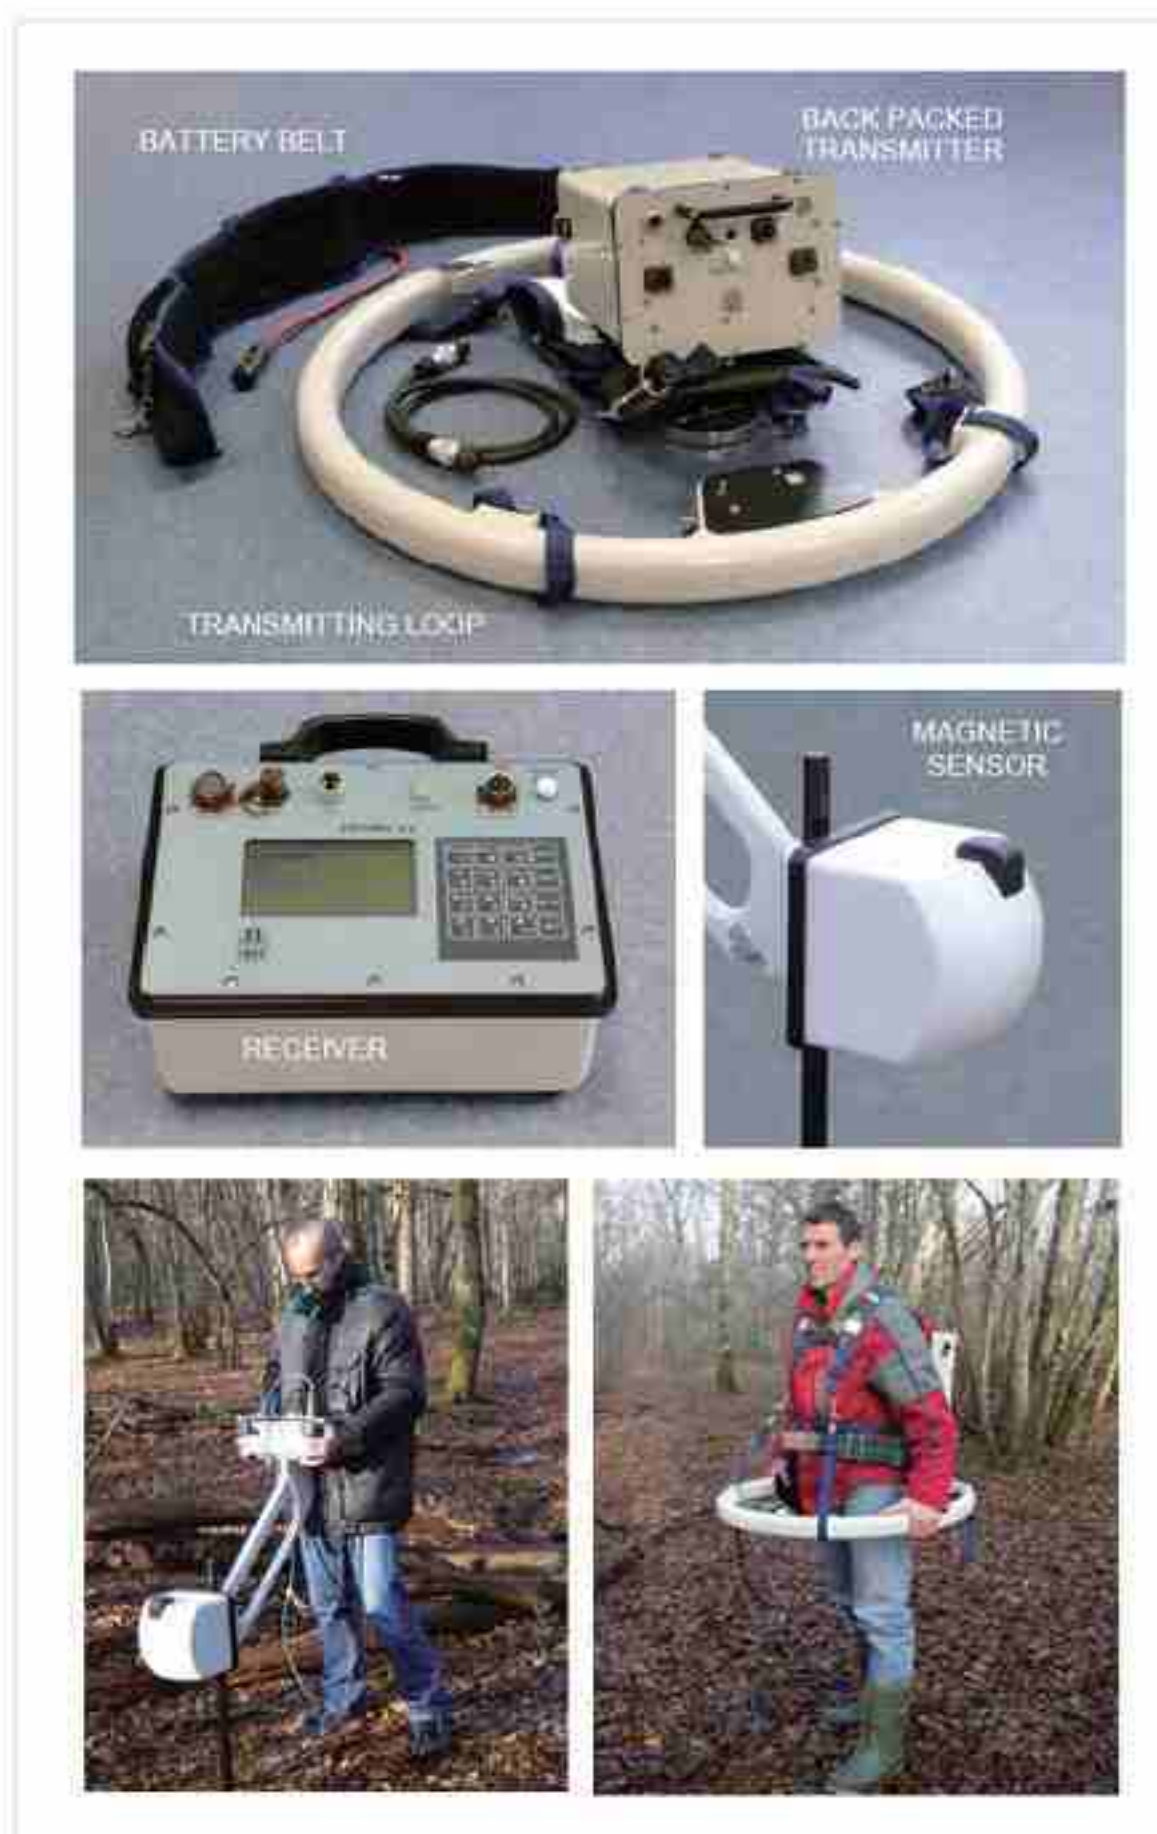 BATTERY BELT
BACK PACKED
TRANSMITTER
TRANSMITTING LOOP
RECEIVER
MAGNETIC
SENSOR